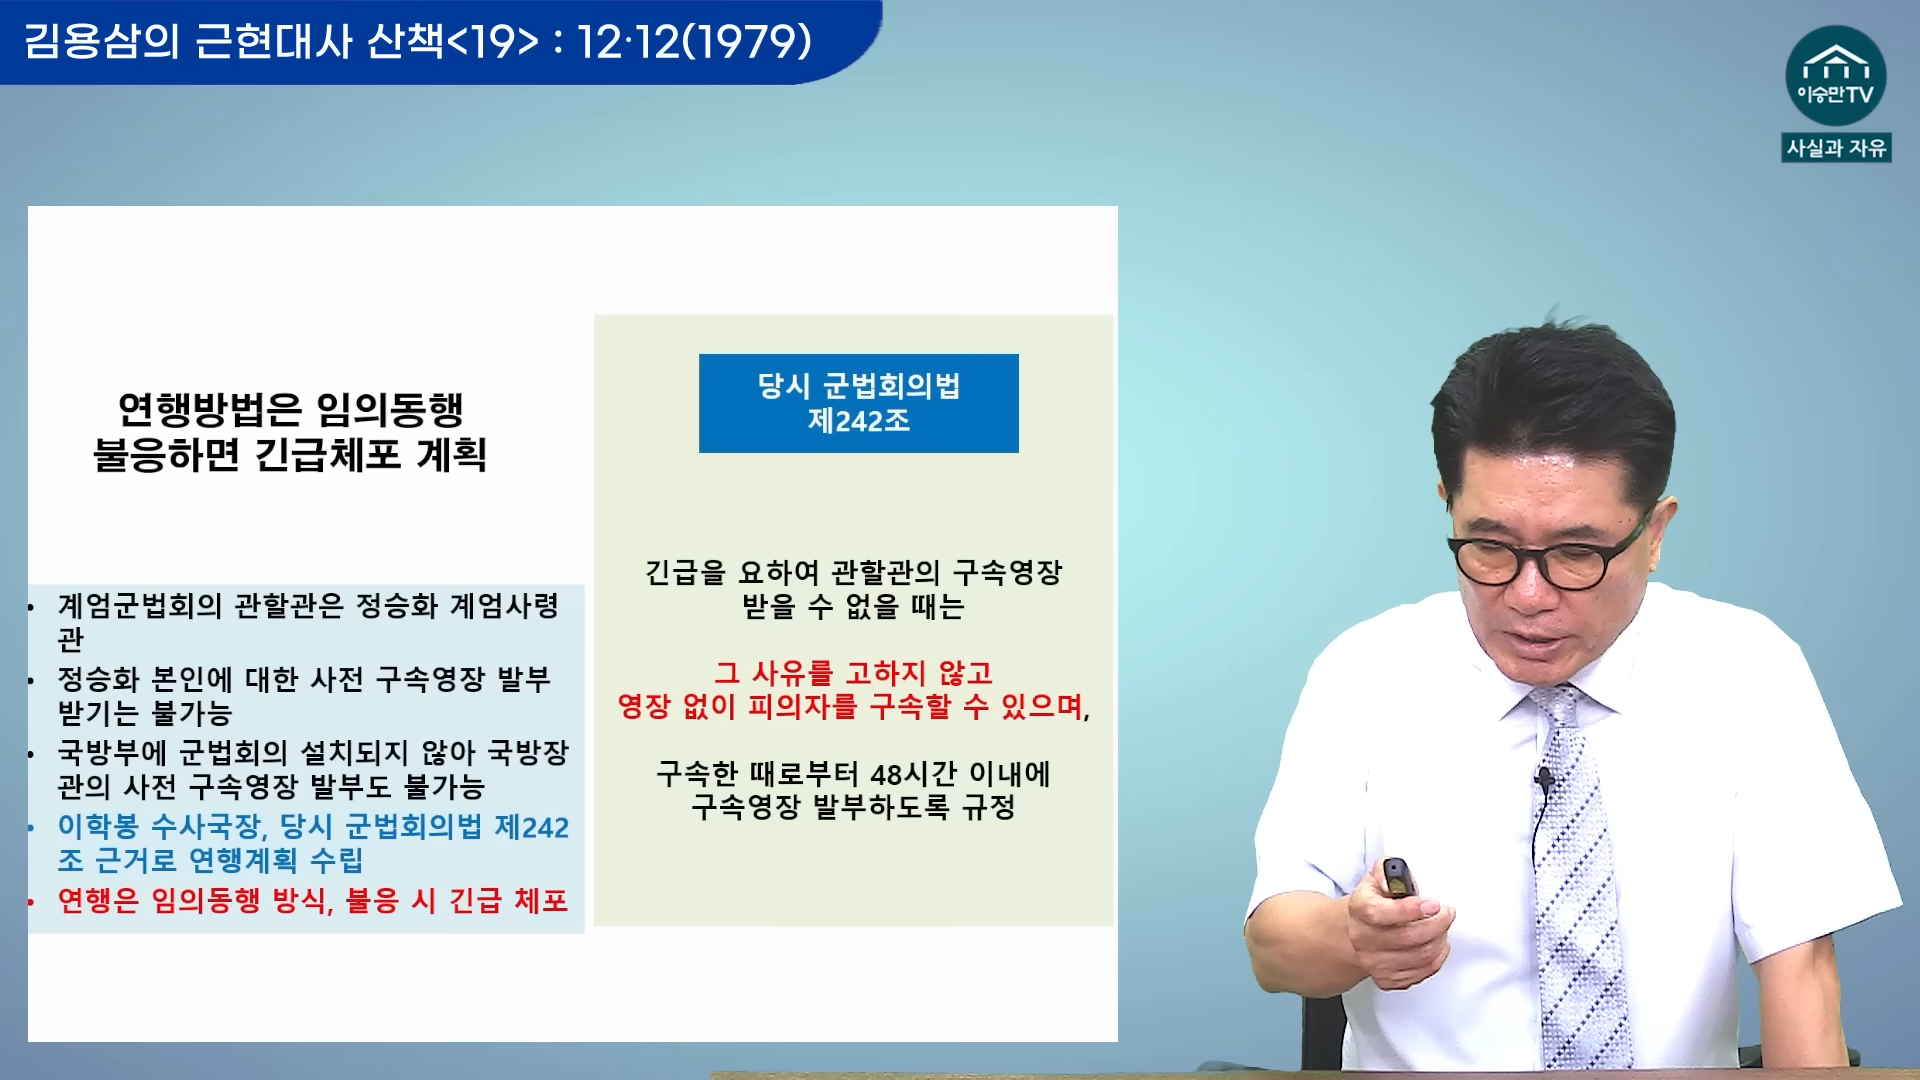 김용삼의 근현대사 산책<19> : 12·12(1979)
이승만TV
사실과 자유
연행방법은 임의동행
불응하면 긴급체포 계획
• 계엄군법회의 관할관은 정승화 계엄사령
관
• 정승화 본인에 대한 사전 구속영장 발부
받기는 불가능
• 국방부에 군법회의 설치되지 않아 국방장
관의 사전 구속영장 발부도 불가능
• 이학봉 수사국장, 당시 군법회의법 제242
조 근거로 연행계획 수립
• 연행은 임의동행 방식, 불응 시 긴급 체포
당시 군법회의법
제242조
긴급을 요하여 관할관의 구속영장
받을 수 없을 때는
그 사유를 고하지 않고
영장 없이 피의자를 구속할 수 있으며,
구속한 때로부터 48시간 이내에
구속영장 발부하도록 규정